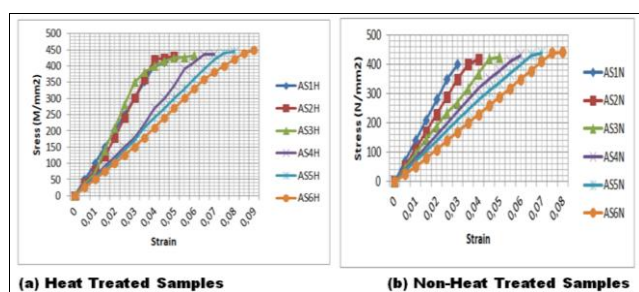 Sress (M/mm2)
500
450
400
350
300
250
200
150
100
50
0
0
0,01
0,02
0,03
0,04
0,05
0,06
0,07
0,08
0,09
Strain
AS1H
AS2H
AS3H
AS4H
AS5H
AS6H
(a) Heat Treated Samples
Stress (N/mm2)
500
400
300
200
100
0
0
0,01
0,02
0,03
0,04
0,05
0,06
0,07
0,08
Strain
AS1N
AS2N
AS3N
AS4N
AS5N
AS6N
(b) Non-Heat Treated Samples